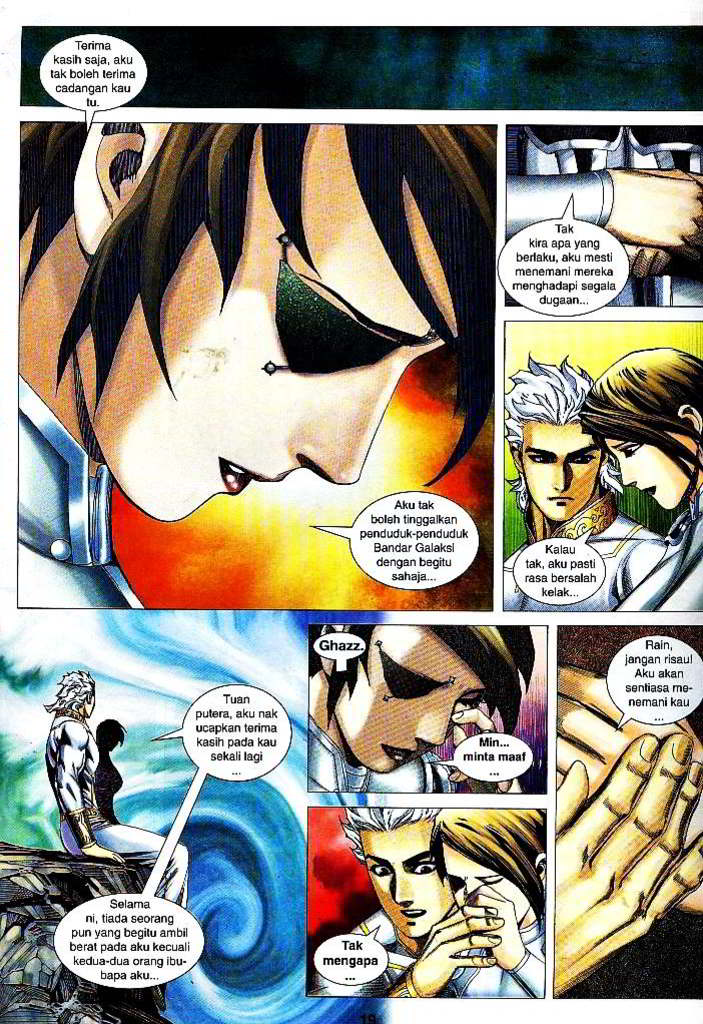 Terima
kasih saja, aku
tak boleh terima
cadangan kau
tu.
Tak
kira apa yang
berlaku, aku mesti
menemani mereka
menghadapi segala
dugaan...
Aku tak
boleh tinggalkan
penduduk-penduduk
Bandar Galaksi
dengan begitu
sahaja...
Kalau
tak, aku pasti
rasa bersalah
kelak...
Tuan
putera, aku nak
ucapkan terima
kasih pada kau
sekali lagi
...
Selama
ni, tiada seorang
pun yang begitu ambil
berat pada aku kecuali
kedua-dua orang ibu-
bapa aku...
Ghazz.
Min...
minta maaf
...
Tak
mengapa
...
Rain,
jangan risau!
Aku akan
sentiasa me-
nemani kau
...
19